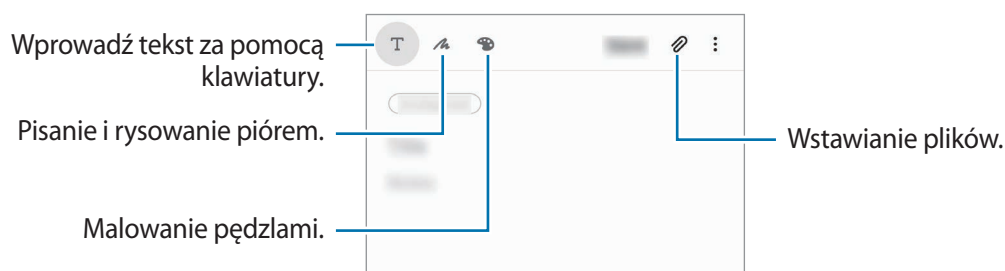 Wprowadź tekst za pomocą
klawiatury.
T
Pisanie i rysowanie piórem.
Malowanie pędzlami.
Wstawianie plików.